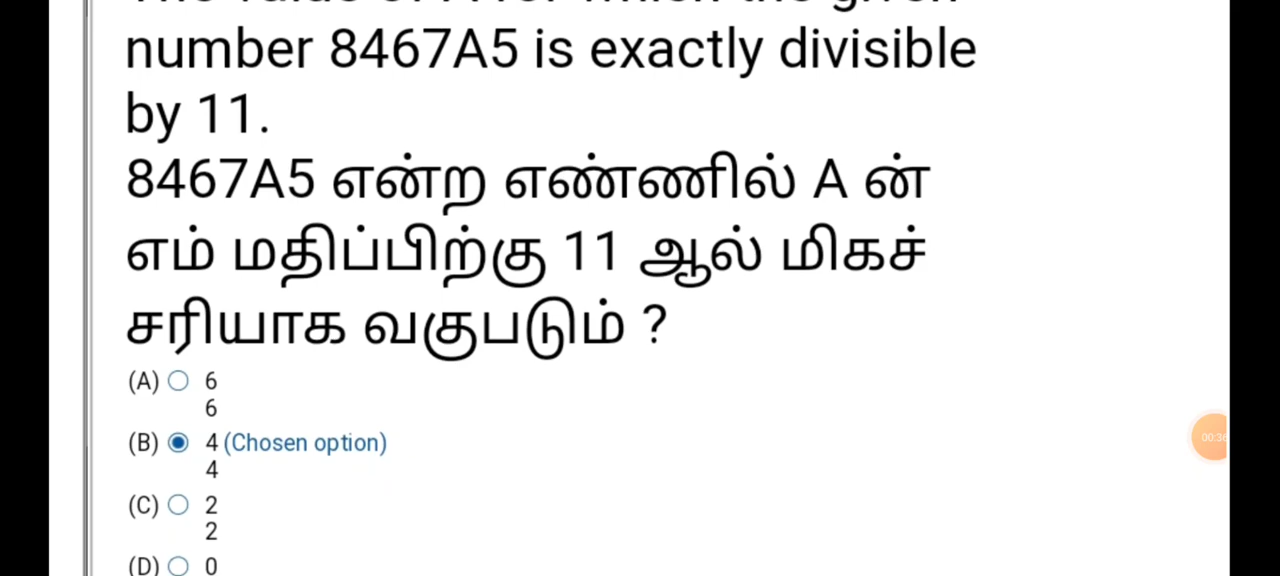 number 8467A5 is exactly divisible
by 11.
8467A5 என்ற எண்ணில் A ன்
எம் மதிப்பிற்கு 11 ஆல் மிகச்
சரியாக வகுபடும் ?
(A) 6
6
(B) 4 (Chosen option)
4
(C) 2
2
(D) 0